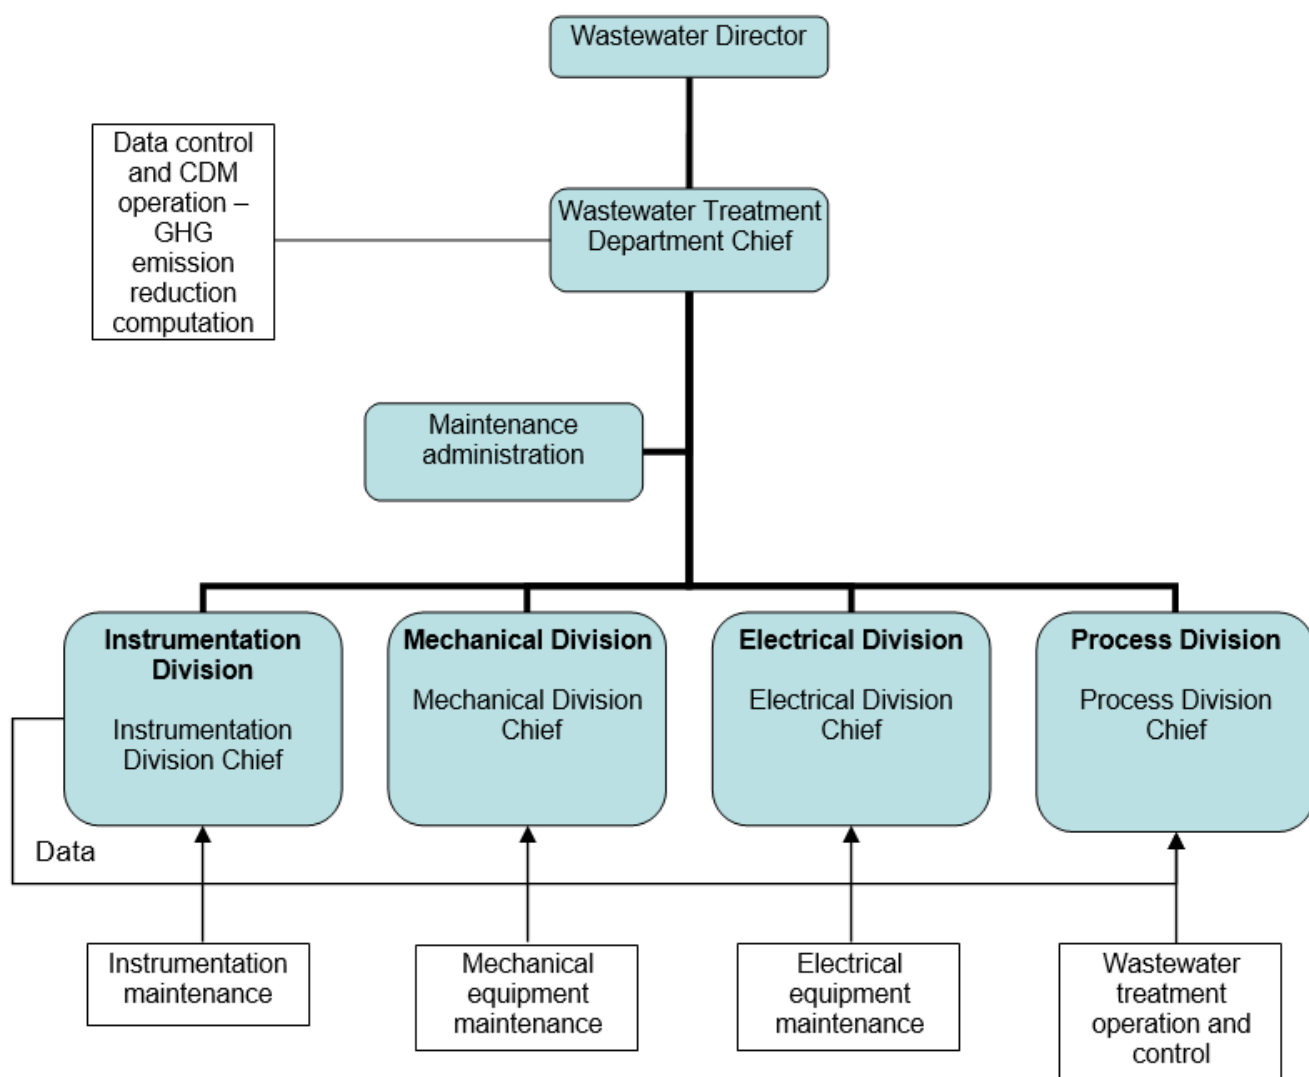 Wastewater Director
Data control
and CDM
operation –
GHG
emission
reduction
computation
Wastewater Treatment
Department Chief
Maintenance
administration
Instrumentation
Division
Instrumentation
Division Chief
Mechanical Division
Mechanical Division
Chief
Electrical Division
Electrical Division
Chief
Process Division
Process Division
Chief
Data
Instrumentation
maintenance
Mechanical
equipment
maintenance
Electrical
equipment
maintenance
Wastewater
treatment
operation and
control